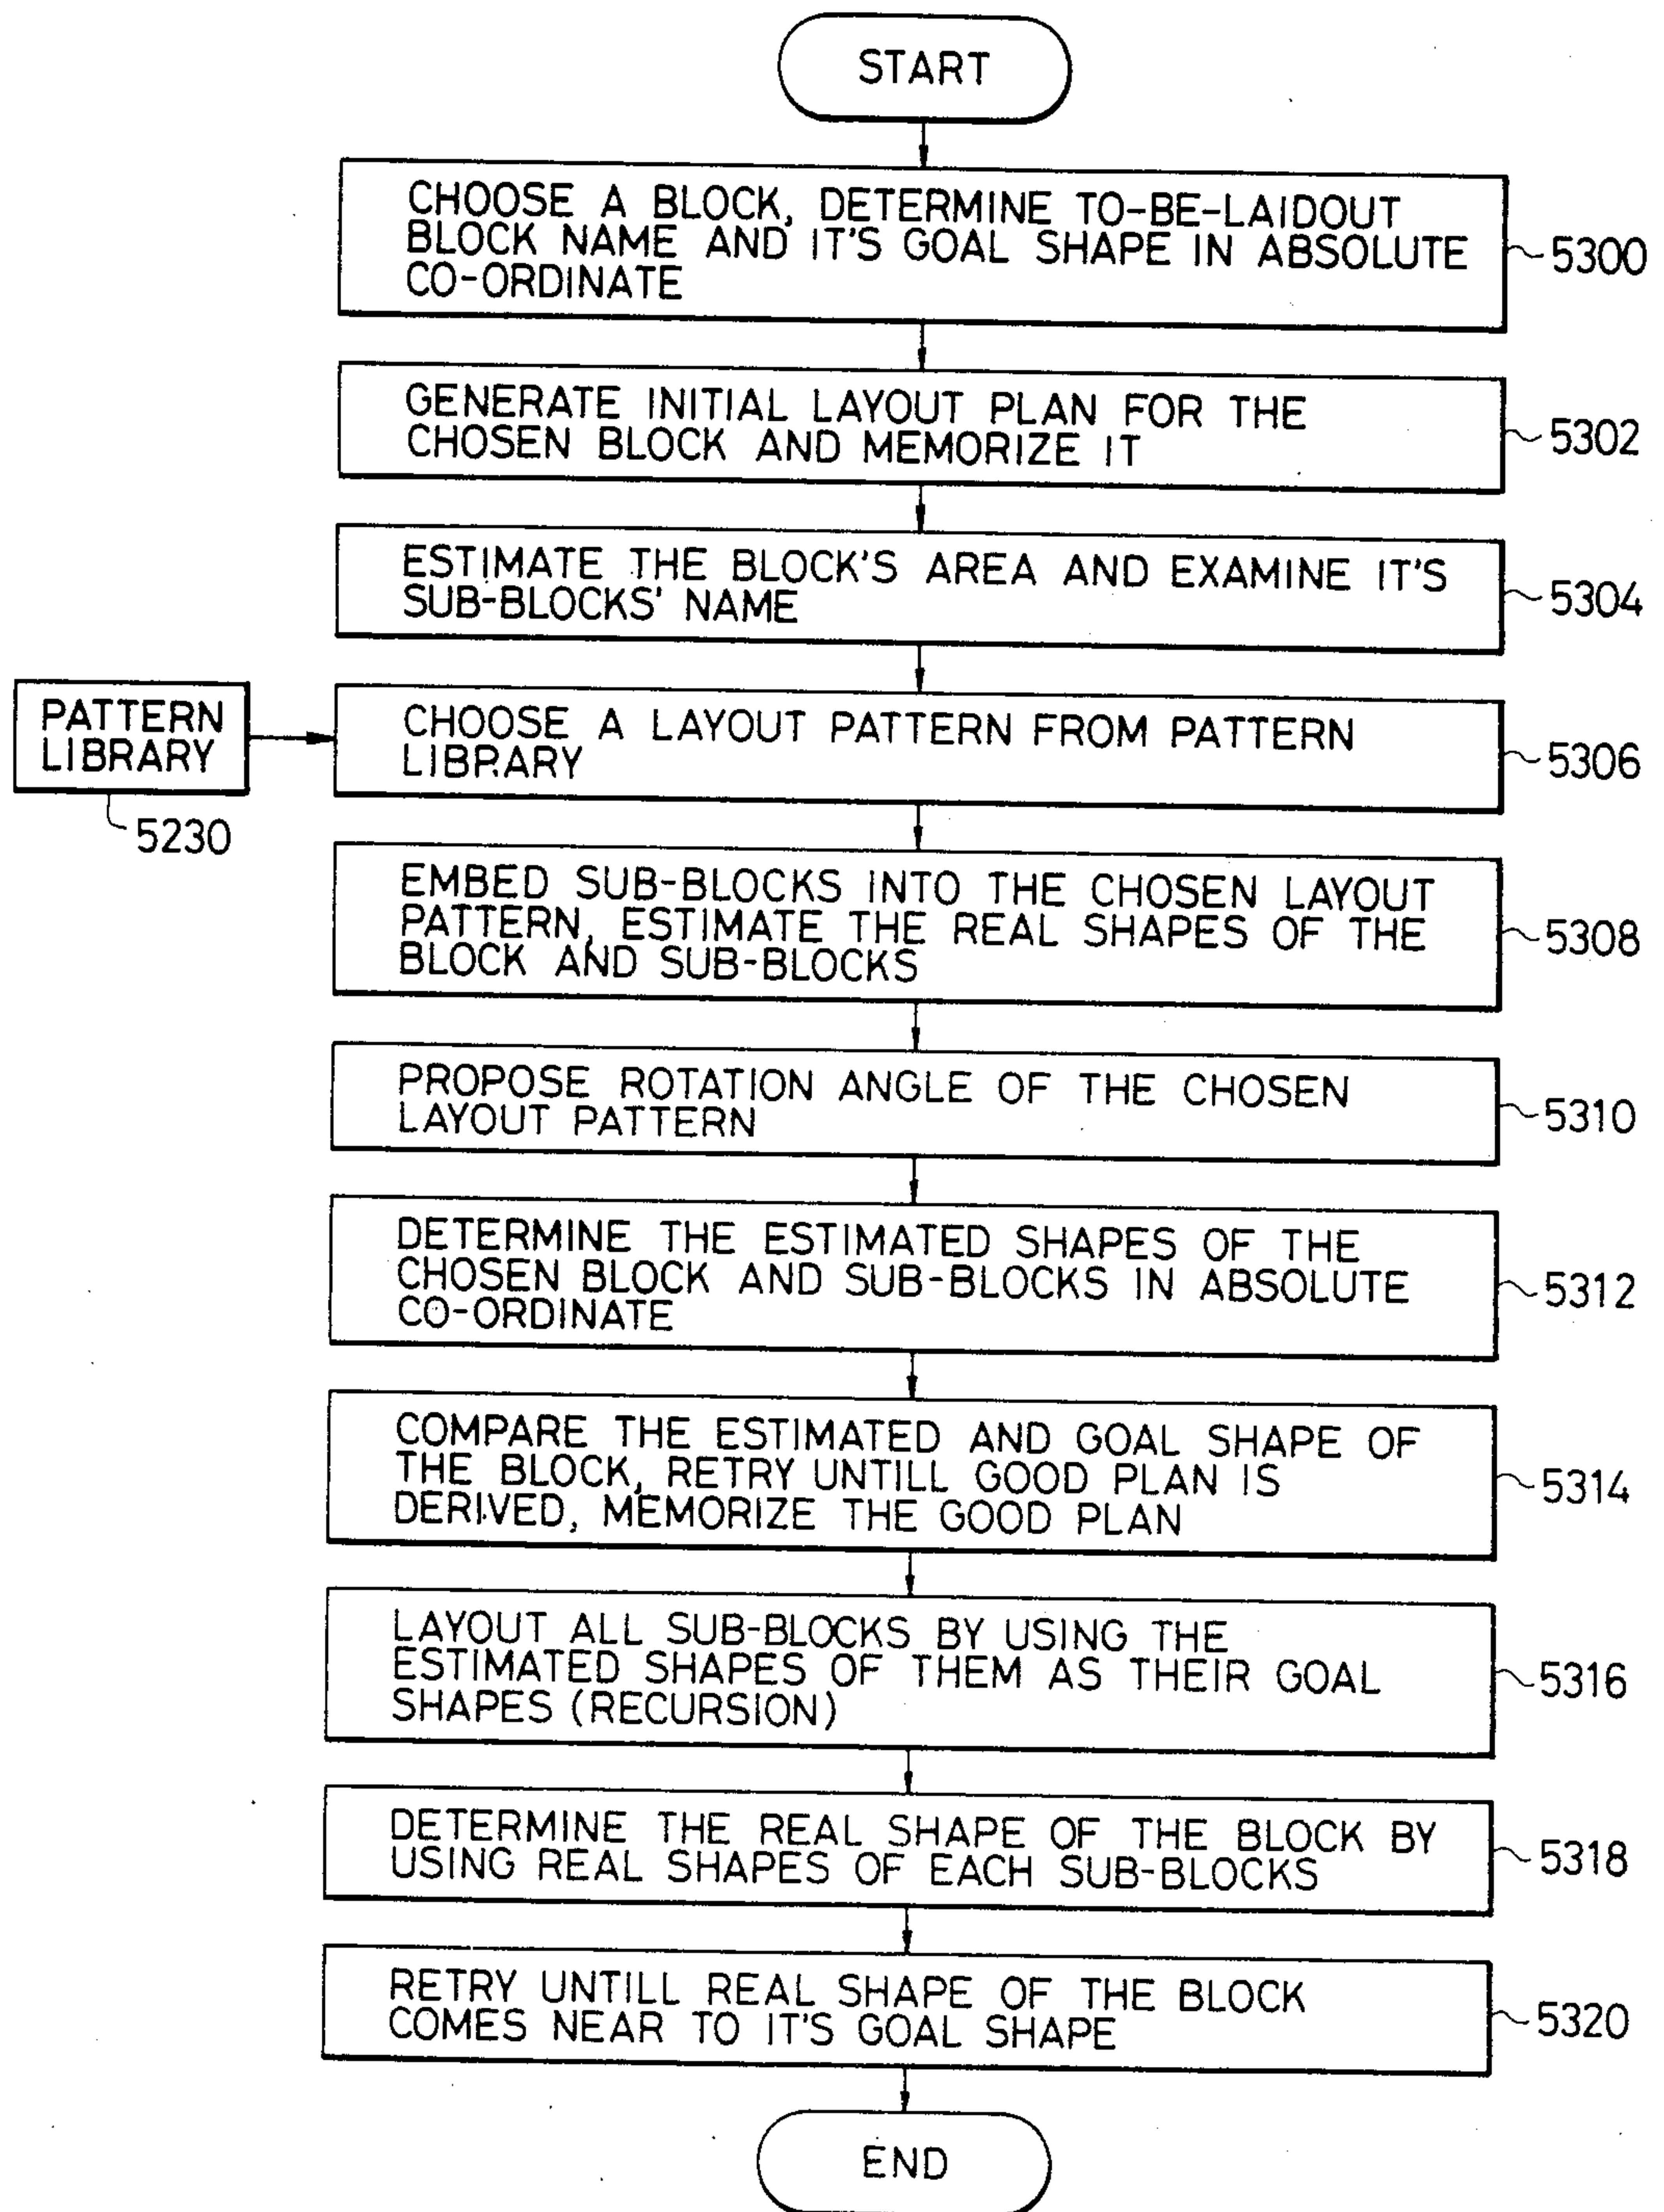 START
CHOOSE A BLOCK, DETERMINE TO-BE-LAIDOUT
BLOCK NAME AND IT'S GOAL SHAPE IN ABSOLUTE
CO-ORDINATE
5300
GENERATE INITIAL LAYOUT PLAN FOR THE
CHOSEN BLOCK AND MEMORIZE IT
5302
ESTIMATE THE BLOCK'S AREA AND EXAMINE IT'S
SUB-BLOCKS' NAME
5304
PATTERN
LIBRARY
5230
CHOOSE A LAYOUT PATTERN FROM PATTERN
LIBRARY
5306
EMBED SUB-BLOCKS INTO THE CHOSEN LAYOUT
PATTERN, ESTIMATE THE REAL SHAPES OF THE
BLOCK AND SUB-BLOCKS
5308
PROPOSE ROTATION ANGLE OF THE CHOSEN
LAYOUT PATTERN
5310
DETERMINE THE ESTIMATED SHAPES OF THE
CHOSEN BLOCK AND SUB-BLOCKS IN ABSOLUTE
CO-ORDINATE
5312
COMPARE THE ESTIMATED AND GOAL SHAPE OF
THE BLOCK, RETRY UNTILL GOOD PLAN IS
DERIVED, MEMORIZE THE GOOD PLAN
5314
LAYOUT ALL SUB-BLOCKS BY USING THE
ESTIMATED SHAPES OF THEM AS THEIR GOAL
SHAPES (RECURSION)
5316
DETERMINE THE REAL SHAPE OF THE BLOCK BY
USING REAL SHAPES OF EACH SUB-BLOCKS
5318
RETRY UNTILL REAL SHAPE OF THE BLOCK
COMES NEAR TO IT'S GOAL SHAPE
5320
END